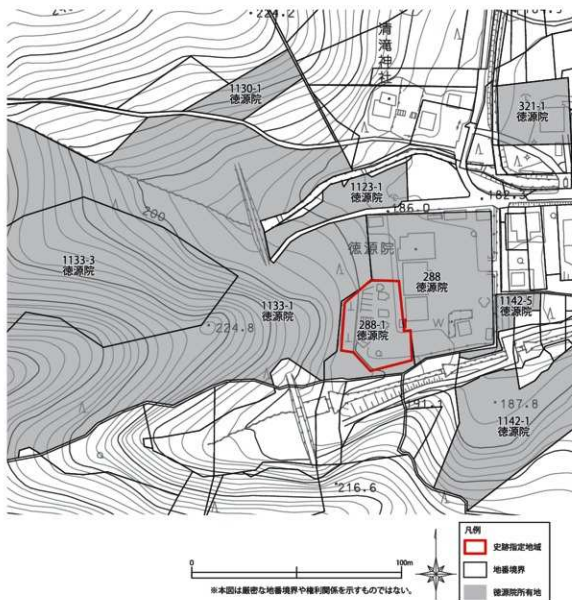 224.2
清滝神社
1130-1
徳源院
321-1
徳源院
1123-1
徳源院
182.5
186.0
200
徳源院
288
徳源院
1133-3
徳源院
1133-1
徳源院
224.8
288-1
徳源院
1142-5
徳源院
187.8
1142-1
徳源院
216.6
0
100m
※本図は厳密な地番境界や権利関係を示すものではない。
凡例
史跡指定地域
地番境界
徳源院所有地